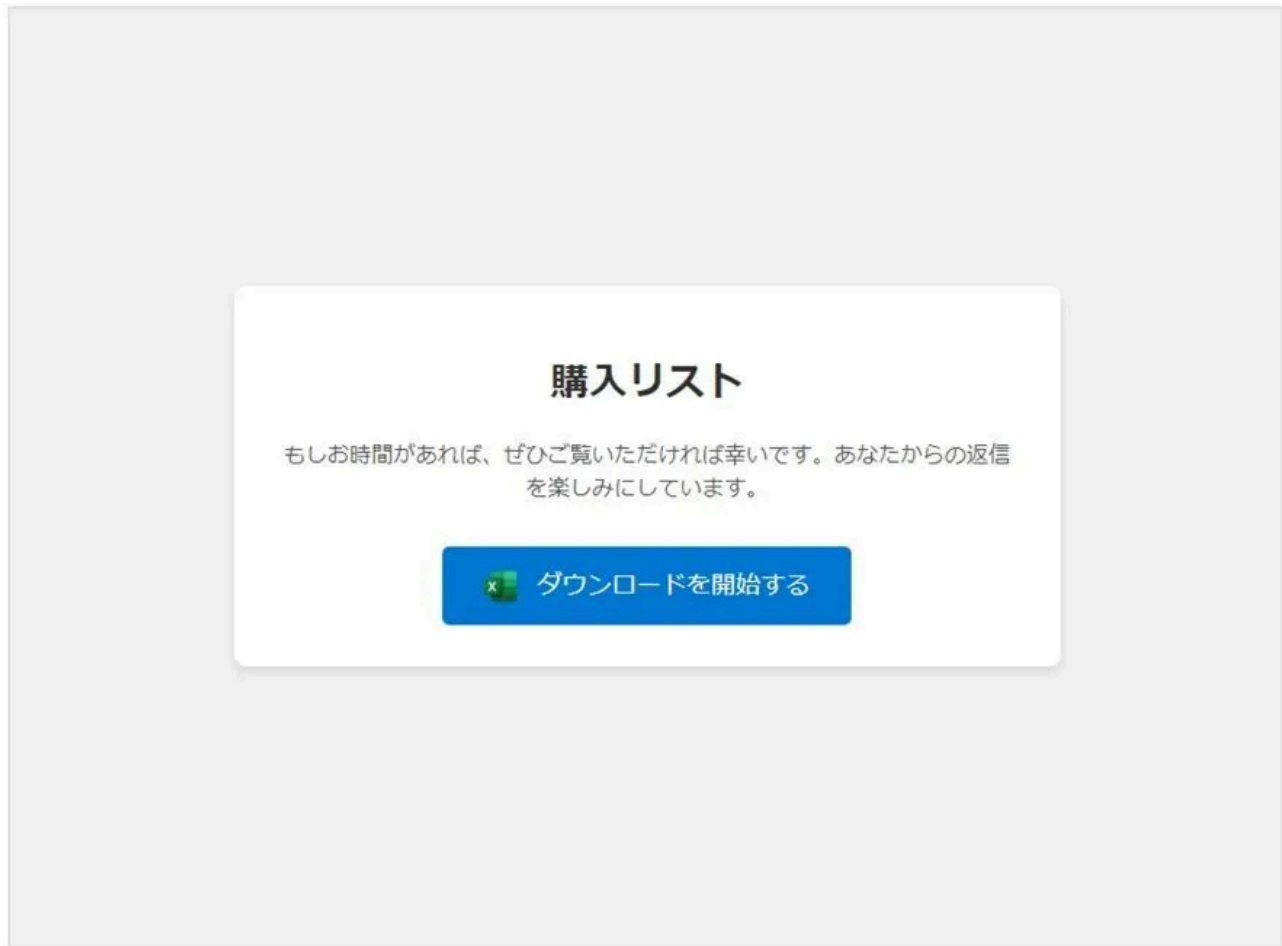 購入リスト
もしお時間があれば、ぜひご覧いただければ幸いです。あなたからの返信
を楽しみにしています。
X ダウンロードを開始する